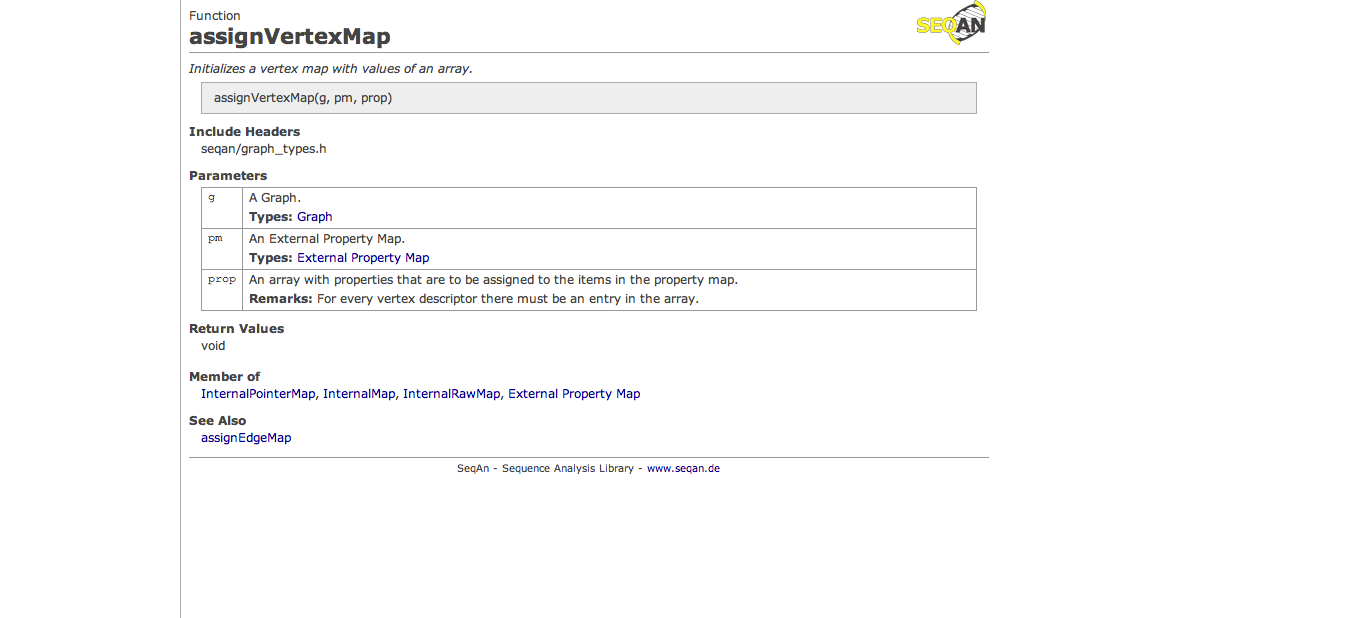 Function
assignVertexMap
SEQAN
Initializes a vertex map with values of an array.
assignVertexMap(g, pm, prop)
Include Headers
seqan/graph_types.h
Parameters
g
A Graph.
Types: Graph
pm
An External Property Map.
Types: External Property Map
prop
An array with properties that are to be assigned to the items in the property map.
Remarks: For every vertex descriptor there must be an entry in the array.
Return Values
void
Member of
InternalPointerMap, InternalMap, InternalRawMap, External Property Map
See Also
assignEdgeMap
SeqAn - Sequence Analysis Library - www.seqan.de